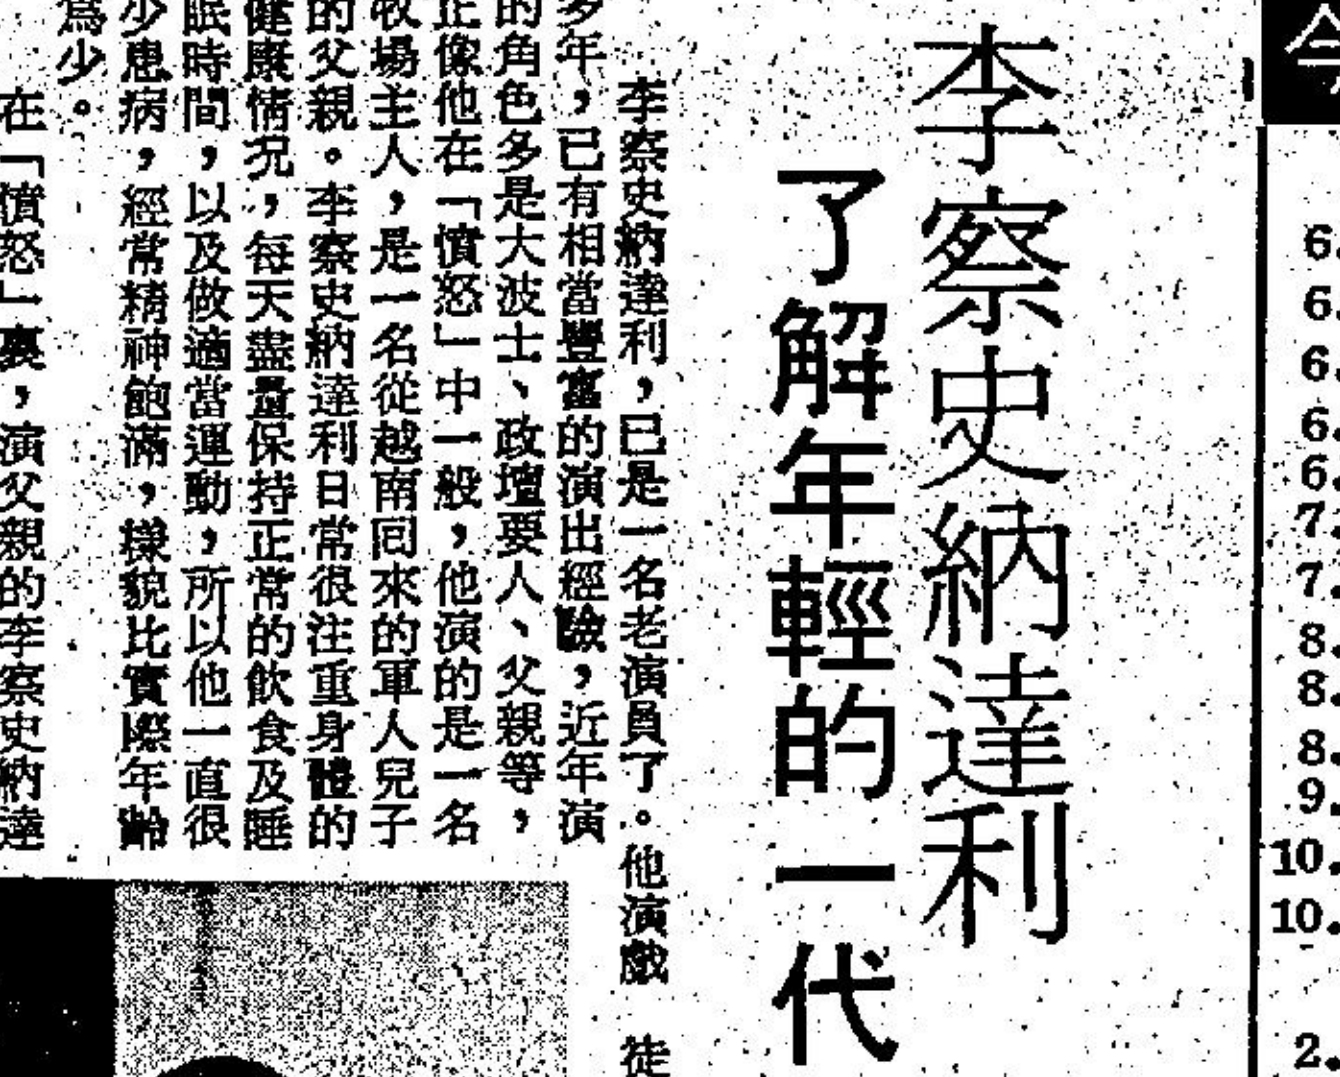 今
李察史納達利
了解年輕的一代
李察史納達利，已是一名老演員了。他演戲 徒
多年，已有相當豐富的演出經驗，近年演
的角色多是大波士、政壇要人、父親等，
正像他在「憤怒」中一般，他演的是一名
牧場主人，是一名從越南回來的軍人兒子
的父親。李察史納達利日常很注重身體的
健康情況，每天盡量保持正常的飲食及睡
眠時間，以及做適當運動，所以他一直很
少患病，經常精神飽滿，樣貌比實際年齡
爲少。
在「憤怒」裏，演父親的李察史納達
6.
6.
6.
6.
6.
7.
7.
8.
8.
8.
9.
10.
10.
2.